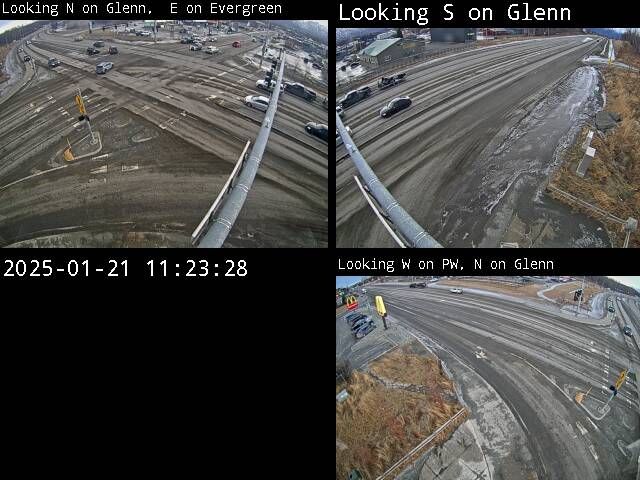 Looking N on Glenn,  E on Evergreen
Looking S on Glenn
2025-01-21 11:23:28
Looking W on PW, N on Glenn